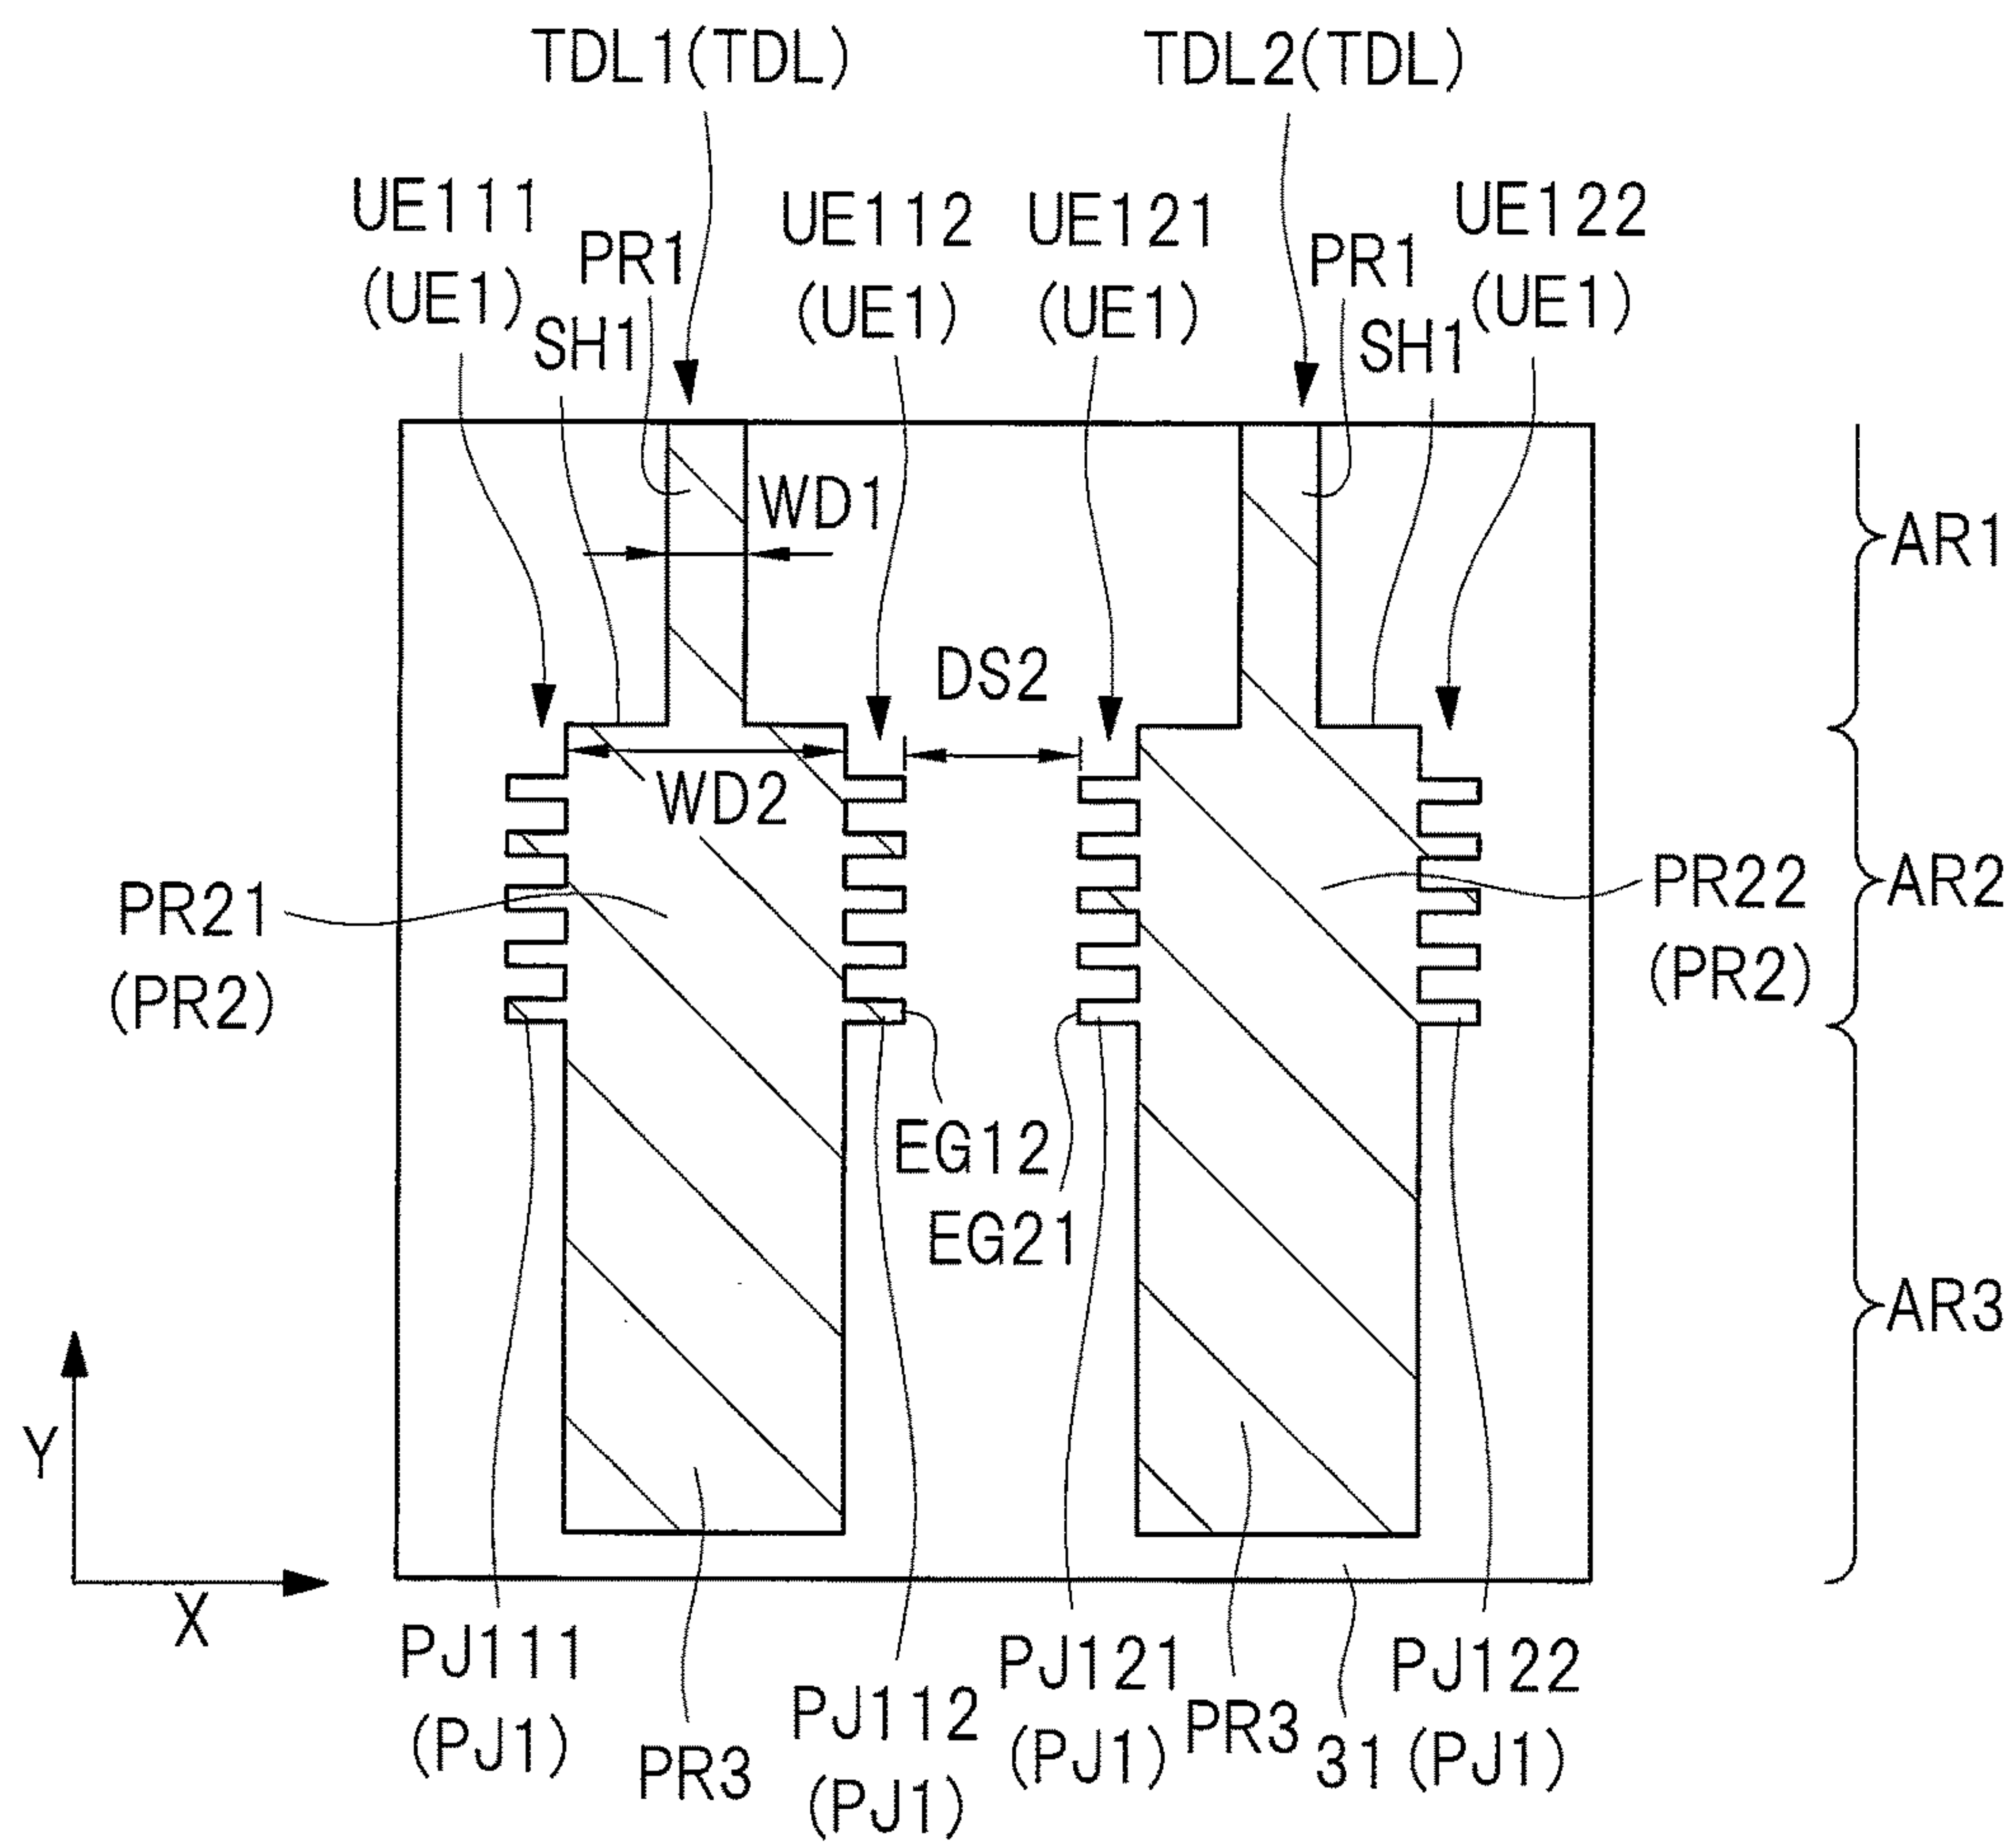 TDL1(TDL)
TDL2(TDL)
UE111
(UE1)
PR1
SH1
UE112
(UE1)
UE121
(UE1)
PR1
SH1
UE122
(UE1)
WD1
AR1
DS2
WD2
PR21
(PR2)
PR22
(PR2)
AR2
EG12
EG21
AR3
Y
X
PJ111
(PJ1)
PR3
PJ112
(PJ1)
PJ121
(PJ1)
PR3
31
PJ122
(PJ1)